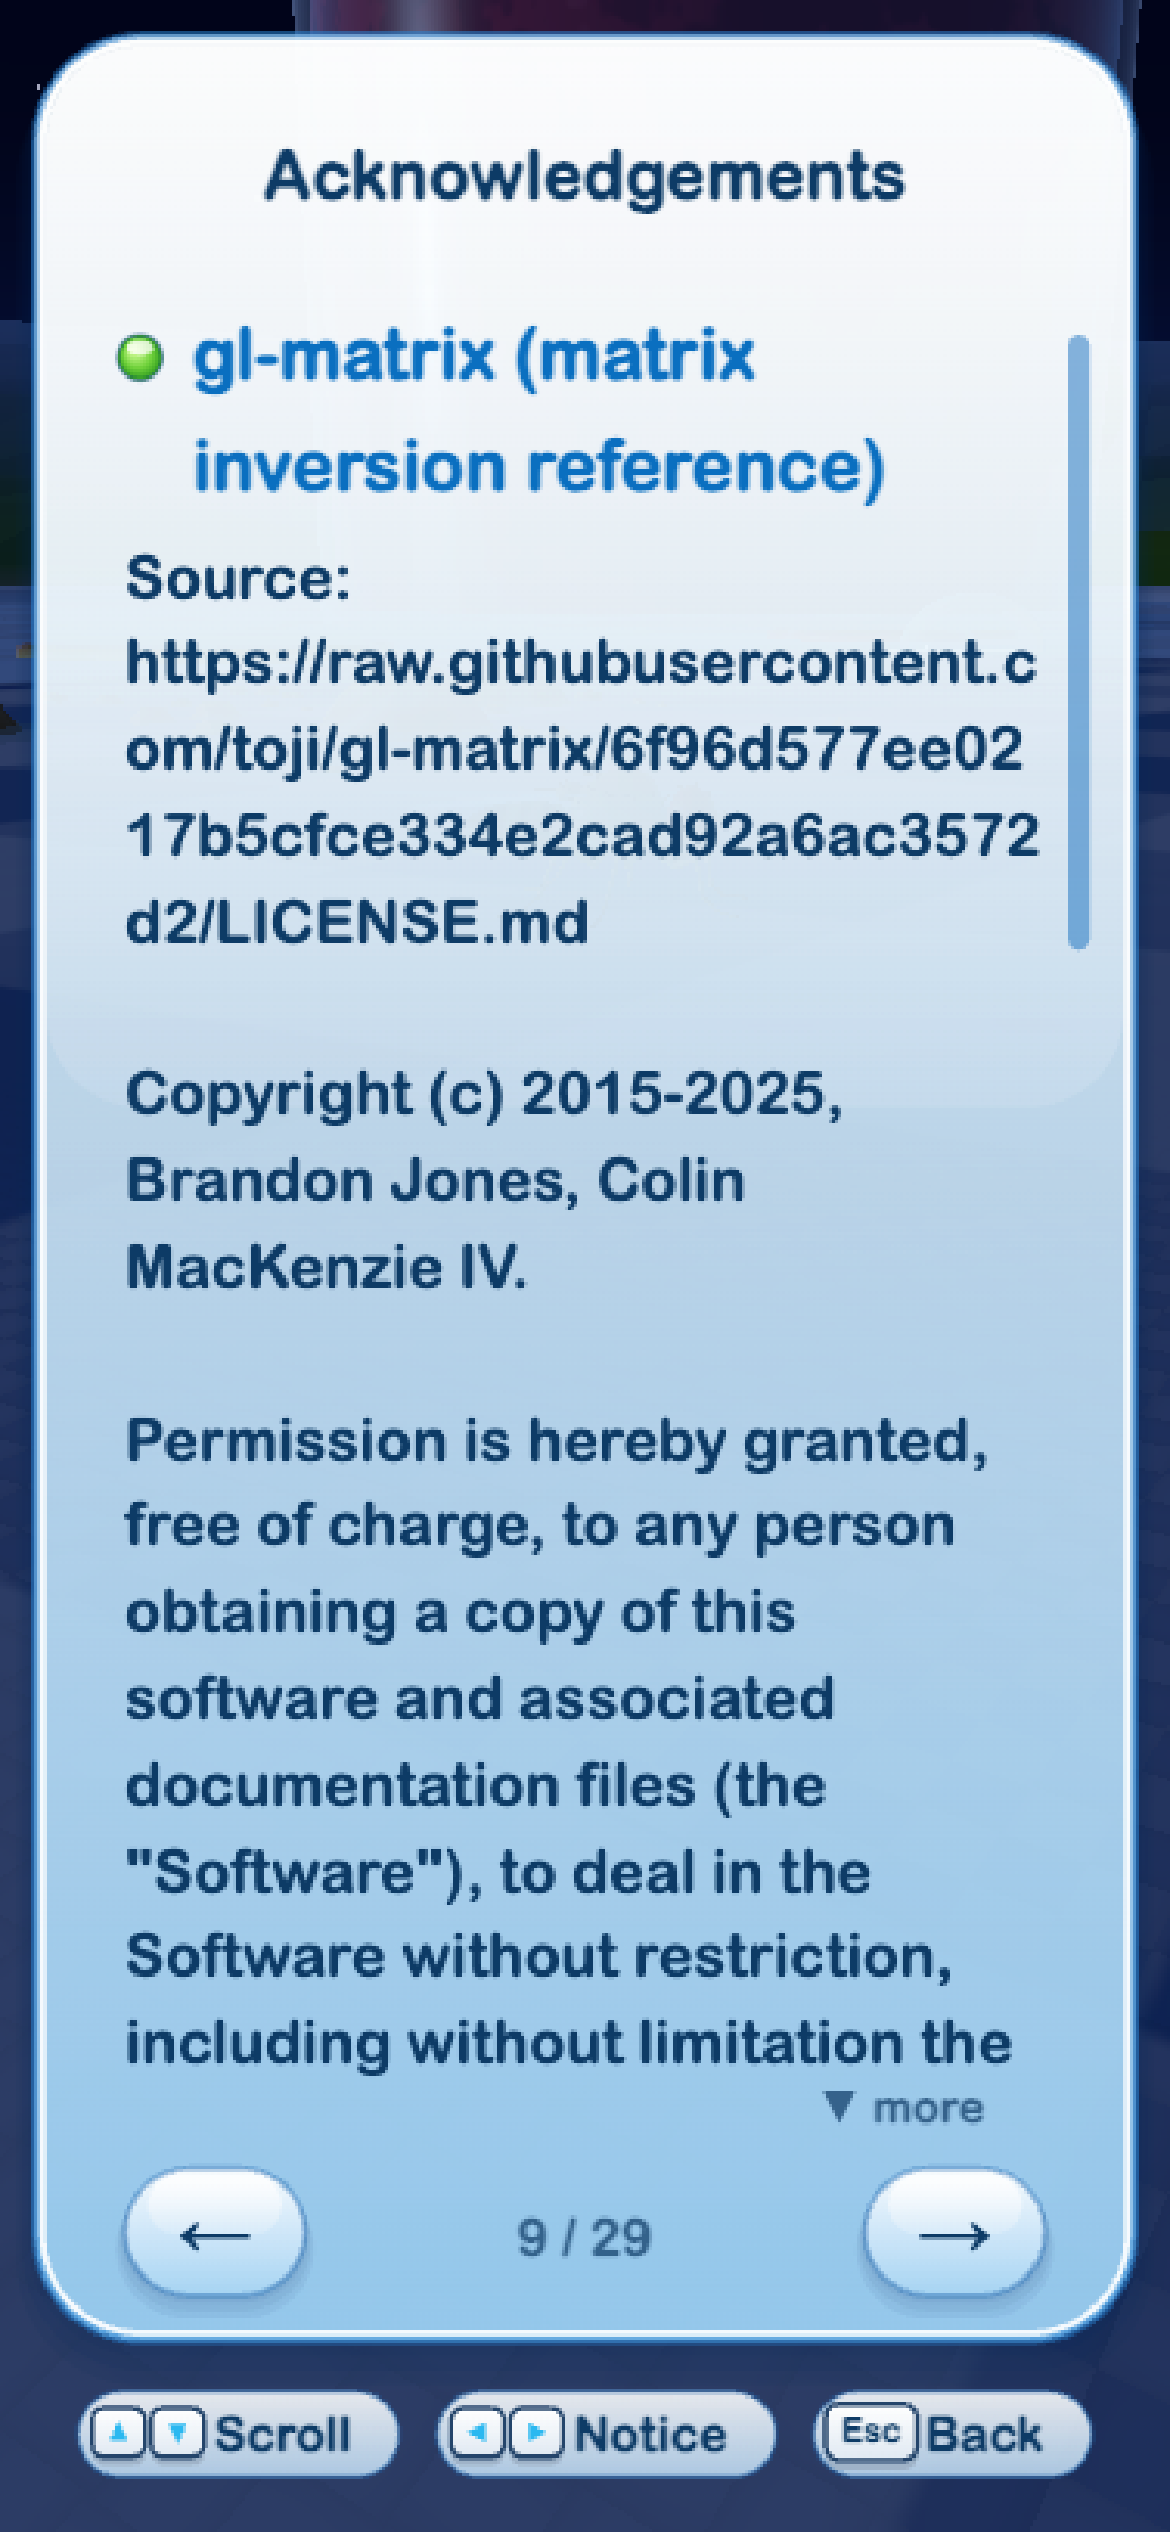 Acknowledgements
gl-matrix (matrix
inversion reference)
Source:
https://raw.githubusercontent.c
om/toji/gl-matrix/6f96d577ee02
17b5cfce334e2cad92a6ac3572
d2/LICENSE.md
Copyright (c) 2015-2025,
Brandon Jones, Colin
MacKenzie IV.
Permission is hereby granted,
free of charge, to any person
obtaining a copy of this
software and associated
documentation files (the
"Software"), to deal in the
Software without restriction,
including without limitation the
▼ more
← 9 / 29 →
▲ ▼ Scroll ◀ ▶ Notice Esc Back